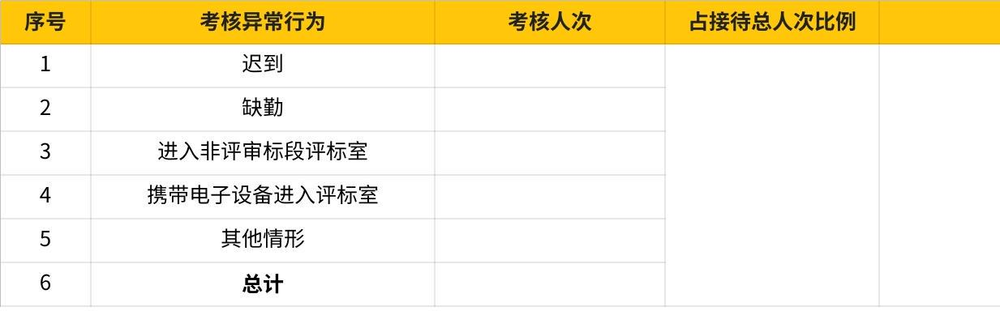 序号 考核异常行为 考核人次 占接待总人次比例
1 迟到
2 缺勤
3 进入非评审标段评标室
4 携带电子设备进入评标室
5 其他情形
6 总计